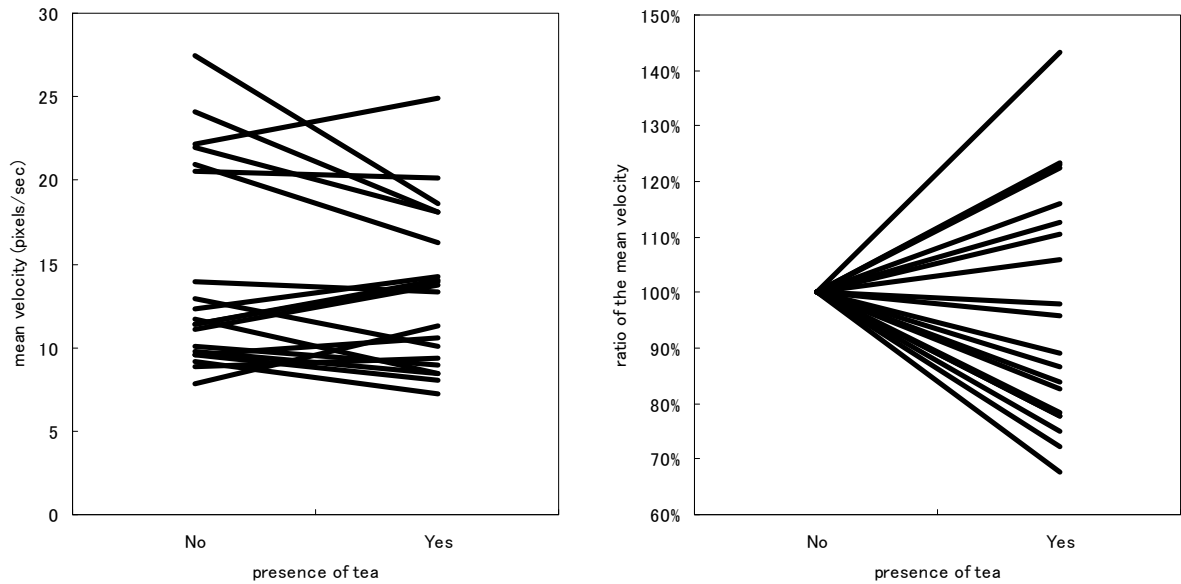 30
25
20
15
10
5
0
mean velocity (pixels/sec)
No
Yes
presence of tea
150%
140%
130%
120%
110%
100%
90%
80%
70%
60%
ratio of the mean velocity
No
Yes
presence of tea